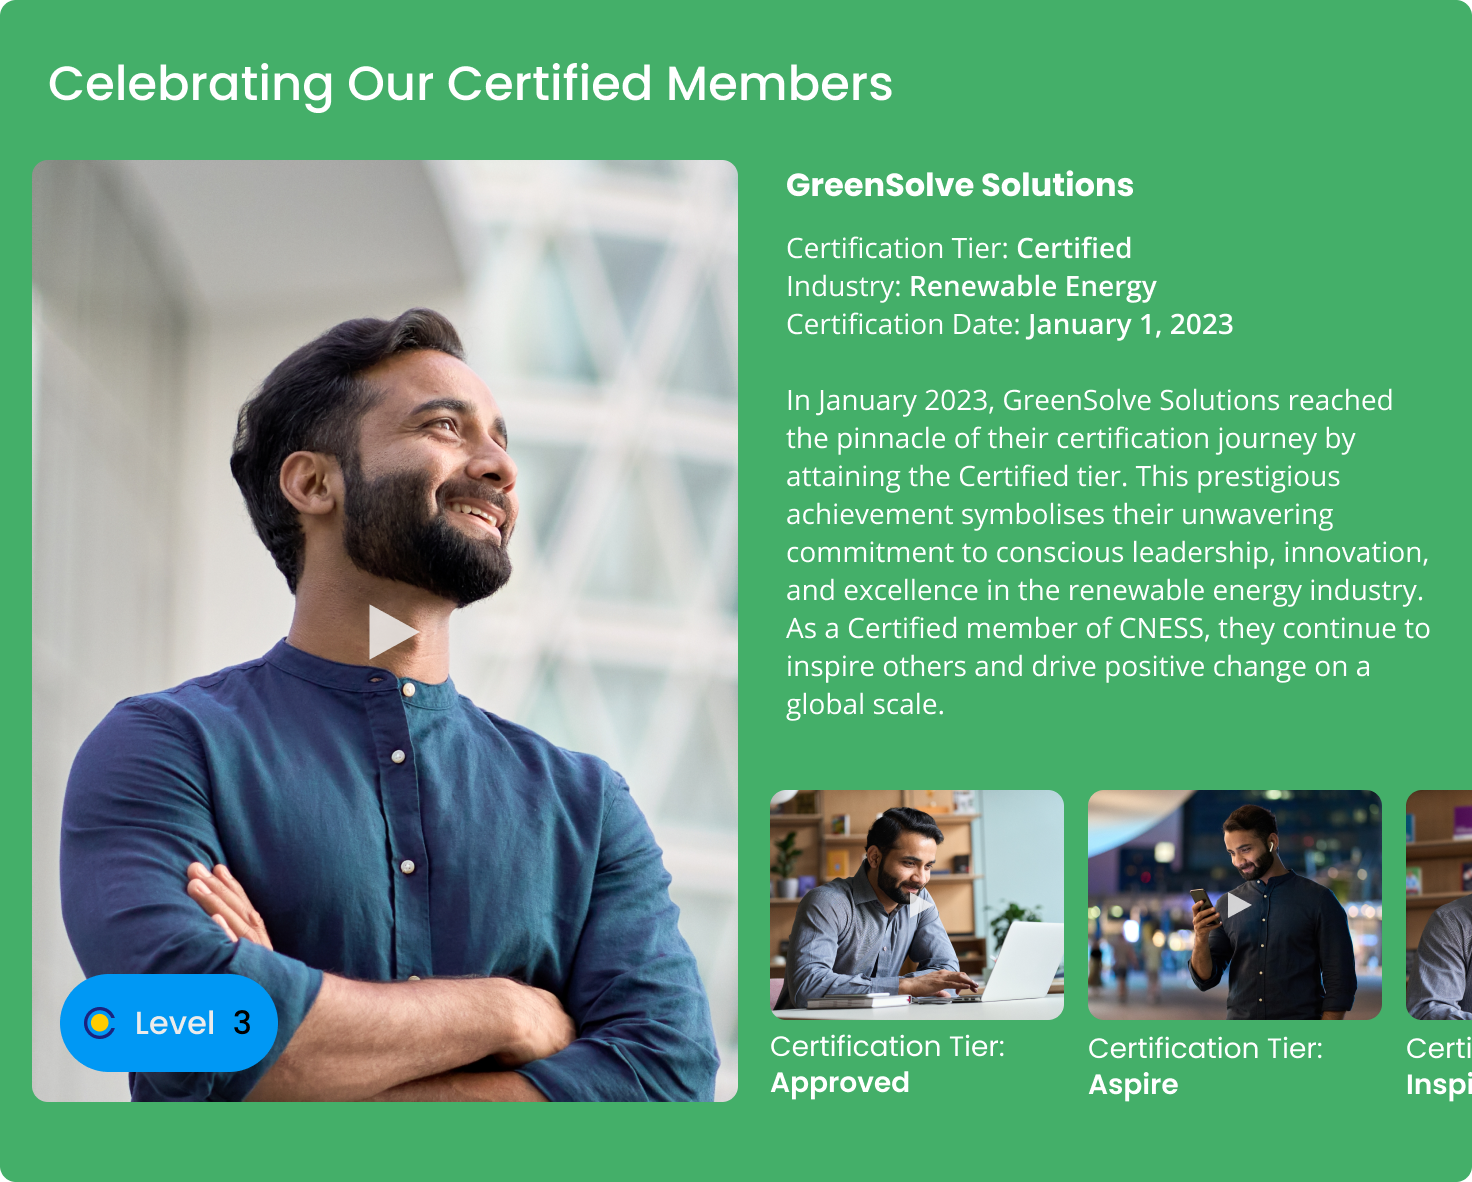 Celebrating Our Certified Members
GreenSolve Solutions
Certification Tier: Certified
Industry: Renewable Energy
Certification Date: January 1, 2023
In January 2023, GreenSolve Solutions reached
the pinnacle of their certification journey by
attaining the Certified tier. This prestigious
achievement symbolises their unwavering
commitment to conscious leadership, innovation,
and excellence in the renewable energy industry.
As a Certified member of CNESS, they continue to
inspire others and drive positive change on a
global scale.
Level 3
Certification Tier:
Approved
Certification Tier:
Aspire
Certi
Inspi